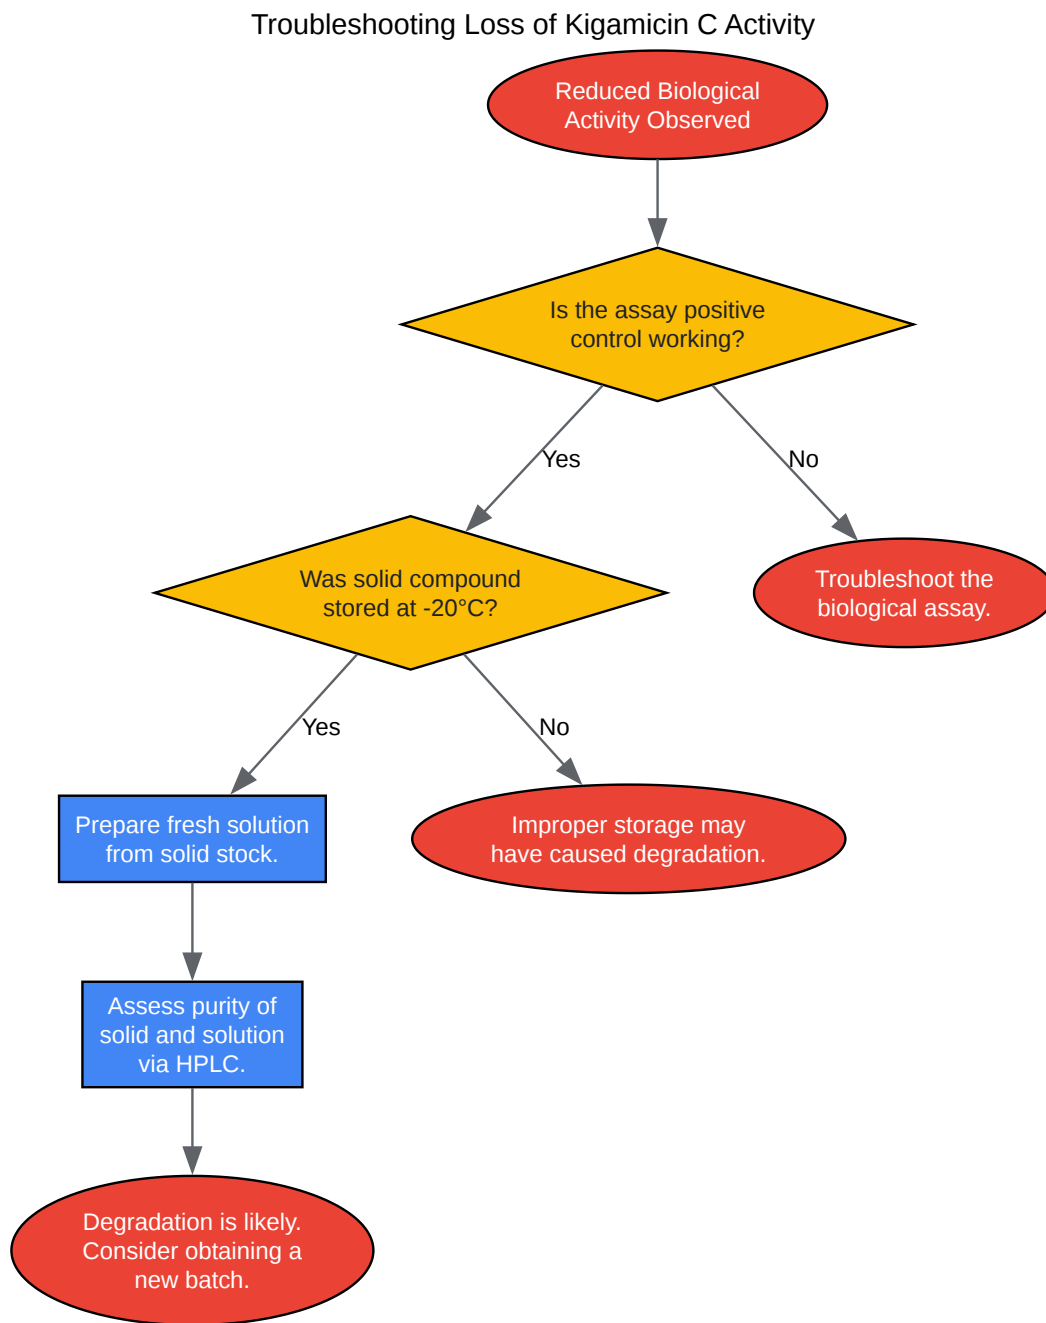 Troubleshooting Loss of Kigamicin C Activity
Reduced Biological
Activity Observed
Is the assay positive
control working?
Yes
No
Was solid compound
stored at -20°C?
Troubleshoot the
biological assay.
Yes
No
Prepare fresh solution
from solid stock.
Improper storage may
have caused degradation.
Assess purity of
solid and solution
via HPLC.
Degradation is likely.
Consider obtaining a
new batch.